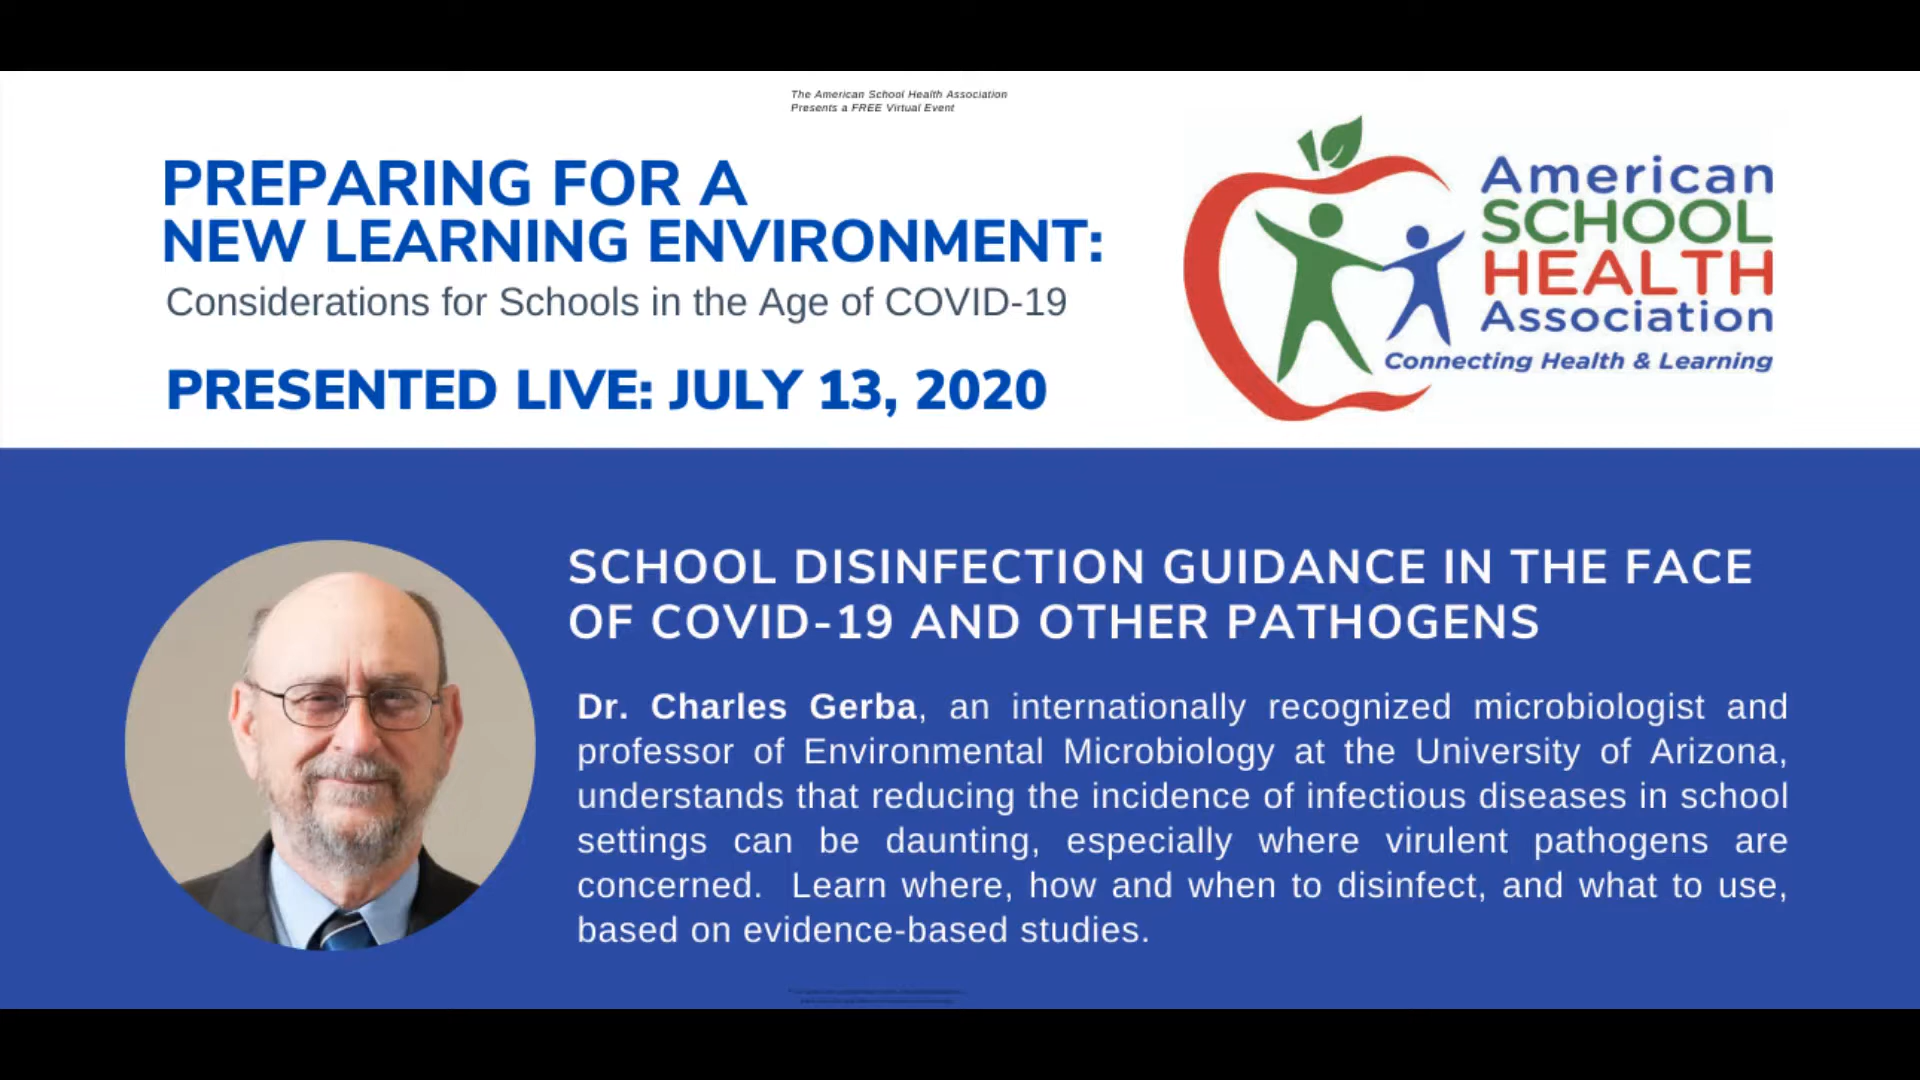 The American School Health Association
Presents a FREE Virtual Event
PREPARING FOR A
NEW LEARNING ENVIRONMENT:
Considerations for Schools in the Age of COVID-19
PRESENTED LIVE: JULY 13, 2020
American
SCHOOL
HEALTH
Association
Connecting Health & Learning
SCHOOL DISINFECTION GUIDANCE IN THE FACE
OF COVID-19 AND OTHER PATHOGENS
Dr. Charles Gerba, an internationally recognized microbiologist and
professor of Environmental Microbiology at the University of Arizona,
understands that reducing the incidence of infectious diseases in school
settings can be daunting, especially where virulent pathogens are
concerned. Learn where, how and when to disinfect, and what to use,
based on evidence-based studies.